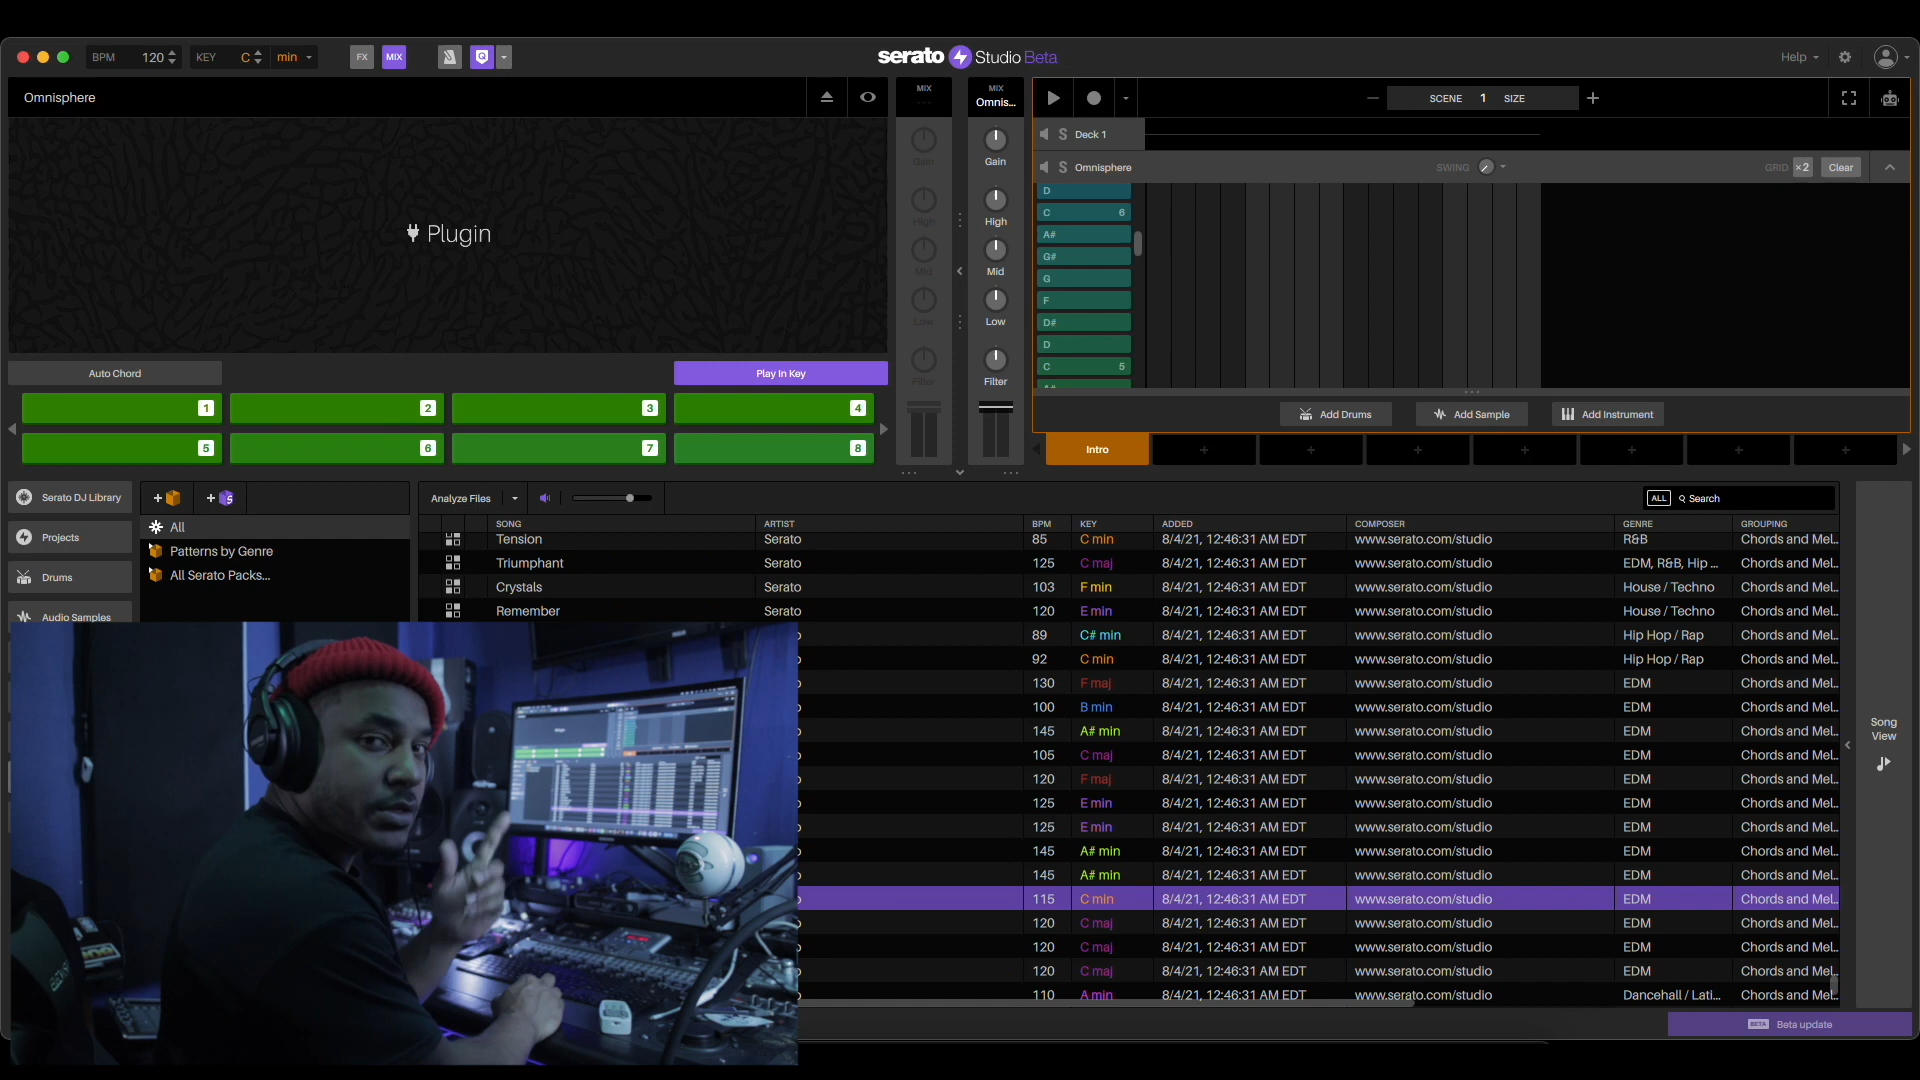 BPM 120 KEY C min FX MIX serato Studio Beta Help
Omnisphere MIX MIX Omnis... SCENE 1 SIZE
Deck 1
S Omnisphere SWING GRID ×2 Clear
Plugin
Gain Gain
High High
Mid Mid
Low Low
Filter Filter
D
C 6
A#
G#
G
F
D#
D
C 5
A#
Auto Chord Play In Key
1 2 3 4
5 6 7 8
Add Drums Add Sample Add Instrument
Intro + + + + + + +
Serato DJ Library
Projects
Drums
Audio Samples
All
Patterns by Genre
All Serato Packs...
Analyze Files ALL Search
SONG ARTIST BPM KEY ADDED COMPOSER GENRE GROUPING
Tension Serato 85 C min 8/4/21, 12:46:31 AM EDT www.serato.com/studio R&B Chords and Mel..
Triumphant Serato 125 C maj 8/4/21, 12:46:31 AM EDT www.serato.com/studio EDM, R&B, Hip ... Chords and Mel..
Crystals Serato 103 F min 8/4/21, 12:46:31 AM EDT www.serato.com/studio House / Techno Chords and Mel..
Remember Serato 120 E min 8/4/21, 12:46:31 AM EDT www.serato.com/studio House / Techno Chords and Mel..
89 C# min 8/4/21, 12:46:31 AM EDT www.serato.com/studio Hip Hop / Rap Chords and Mel..
92 C min 8/4/21, 12:46:31 AM EDT www.serato.com/studio Hip Hop / Rap Chords and Mel..
130 F maj 8/4/21, 12:46:31 AM EDT www.serato.com/studio EDM Chords and Mel..
100 B min 8/4/21, 12:46:31 AM EDT www.serato.com/studio EDM Chords and Mel..
145 A# min 8/4/21, 12:46:31 AM EDT www.serato.com/studio EDM Chords and Mel..
105 C maj 8/4/21, 12:46:31 AM EDT www.serato.com/studio EDM Chords and Mel..
120 F maj 8/4/21, 12:46:31 AM EDT www.serato.com/studio EDM Chords and Mel..
125 E min 8/4/21, 12:46:31 AM EDT www.serato.com/studio EDM Chords and Mel..
125 E min 8/4/21, 12:46:31 AM EDT www.serato.com/studio EDM Chords and Mel..
145 A# min 8/4/21, 12:46:31 AM EDT www.serato.com/studio EDM Chords and Mel..
145 A# min 8/4/21, 12:46:31 AM EDT www.serato.com/studio EDM Chords and Mel..
115 C min 8/4/21, 12:46:31 AM EDT www.serato.com/studio EDM Chords and Mel..
120 C maj 8/4/21, 12:46:31 AM EDT www.serato.com/studio EDM Chords and Mel..
120 C maj 8/4/21, 12:46:31 AM EDT www.serato.com/studio EDM Chords and Mel..
120 C maj 8/4/21, 12:46:31 AM EDT www.serato.com/studio EDM Chords and Mel..
110 A min 8/4/21, 12:46:31 AM EDT www.serato.com/studio Dancehall / Lati... Chords and Mel..
Song
View
BETA Beta update